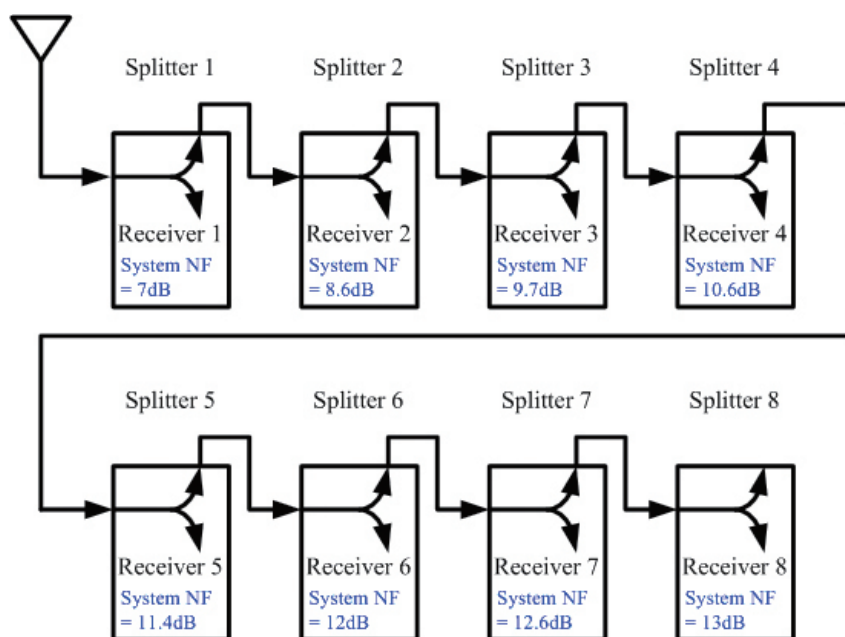 Splitter 1 Splitter 2 Splitter 3 Splitter 4
Receiver 1 Receiver 2 Receiver 3 Receiver 4
System NF System NF System NF System NF
= 7dB = 8.6dB = 9.7dB = 10.6dB
Splitter 5 Splitter 6 Splitter 7 Splitter 8
Receiver 5 Receiver 6 Receiver 7 Receiver 8
System NF System NF System NF System NF
= 11.4dB = 12dB = 12.6dB = 13dB